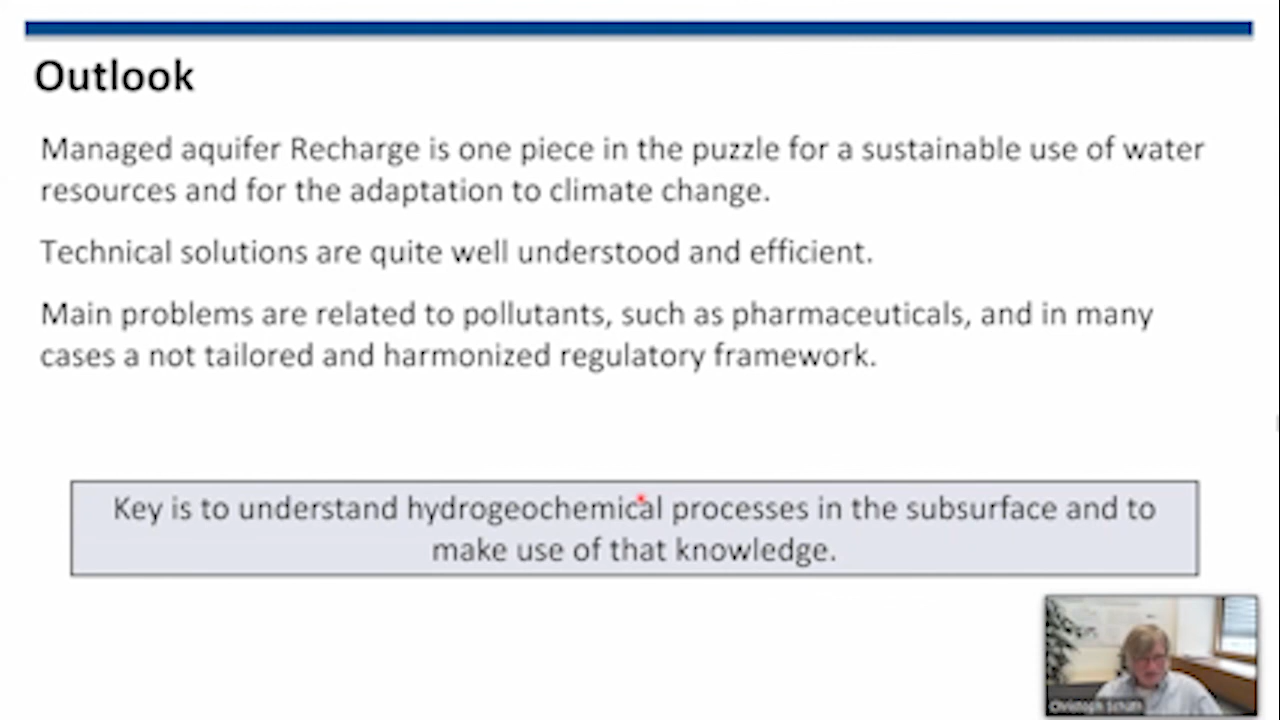 Outlook
Managed aquifer Recharge is one piece in the puzzle for a sustainable use of water
resources and for the adaptation to climate change.
Technical solutions are quite well understood and efficient.
Main problems are related to pollutants, such as pharmaceuticals, and in many
cases a not tailored and harmonized regulatory framework.
Key is to understand hydrogeochemical processes in the subsurface and to
make use of that knowledge.
Christoph